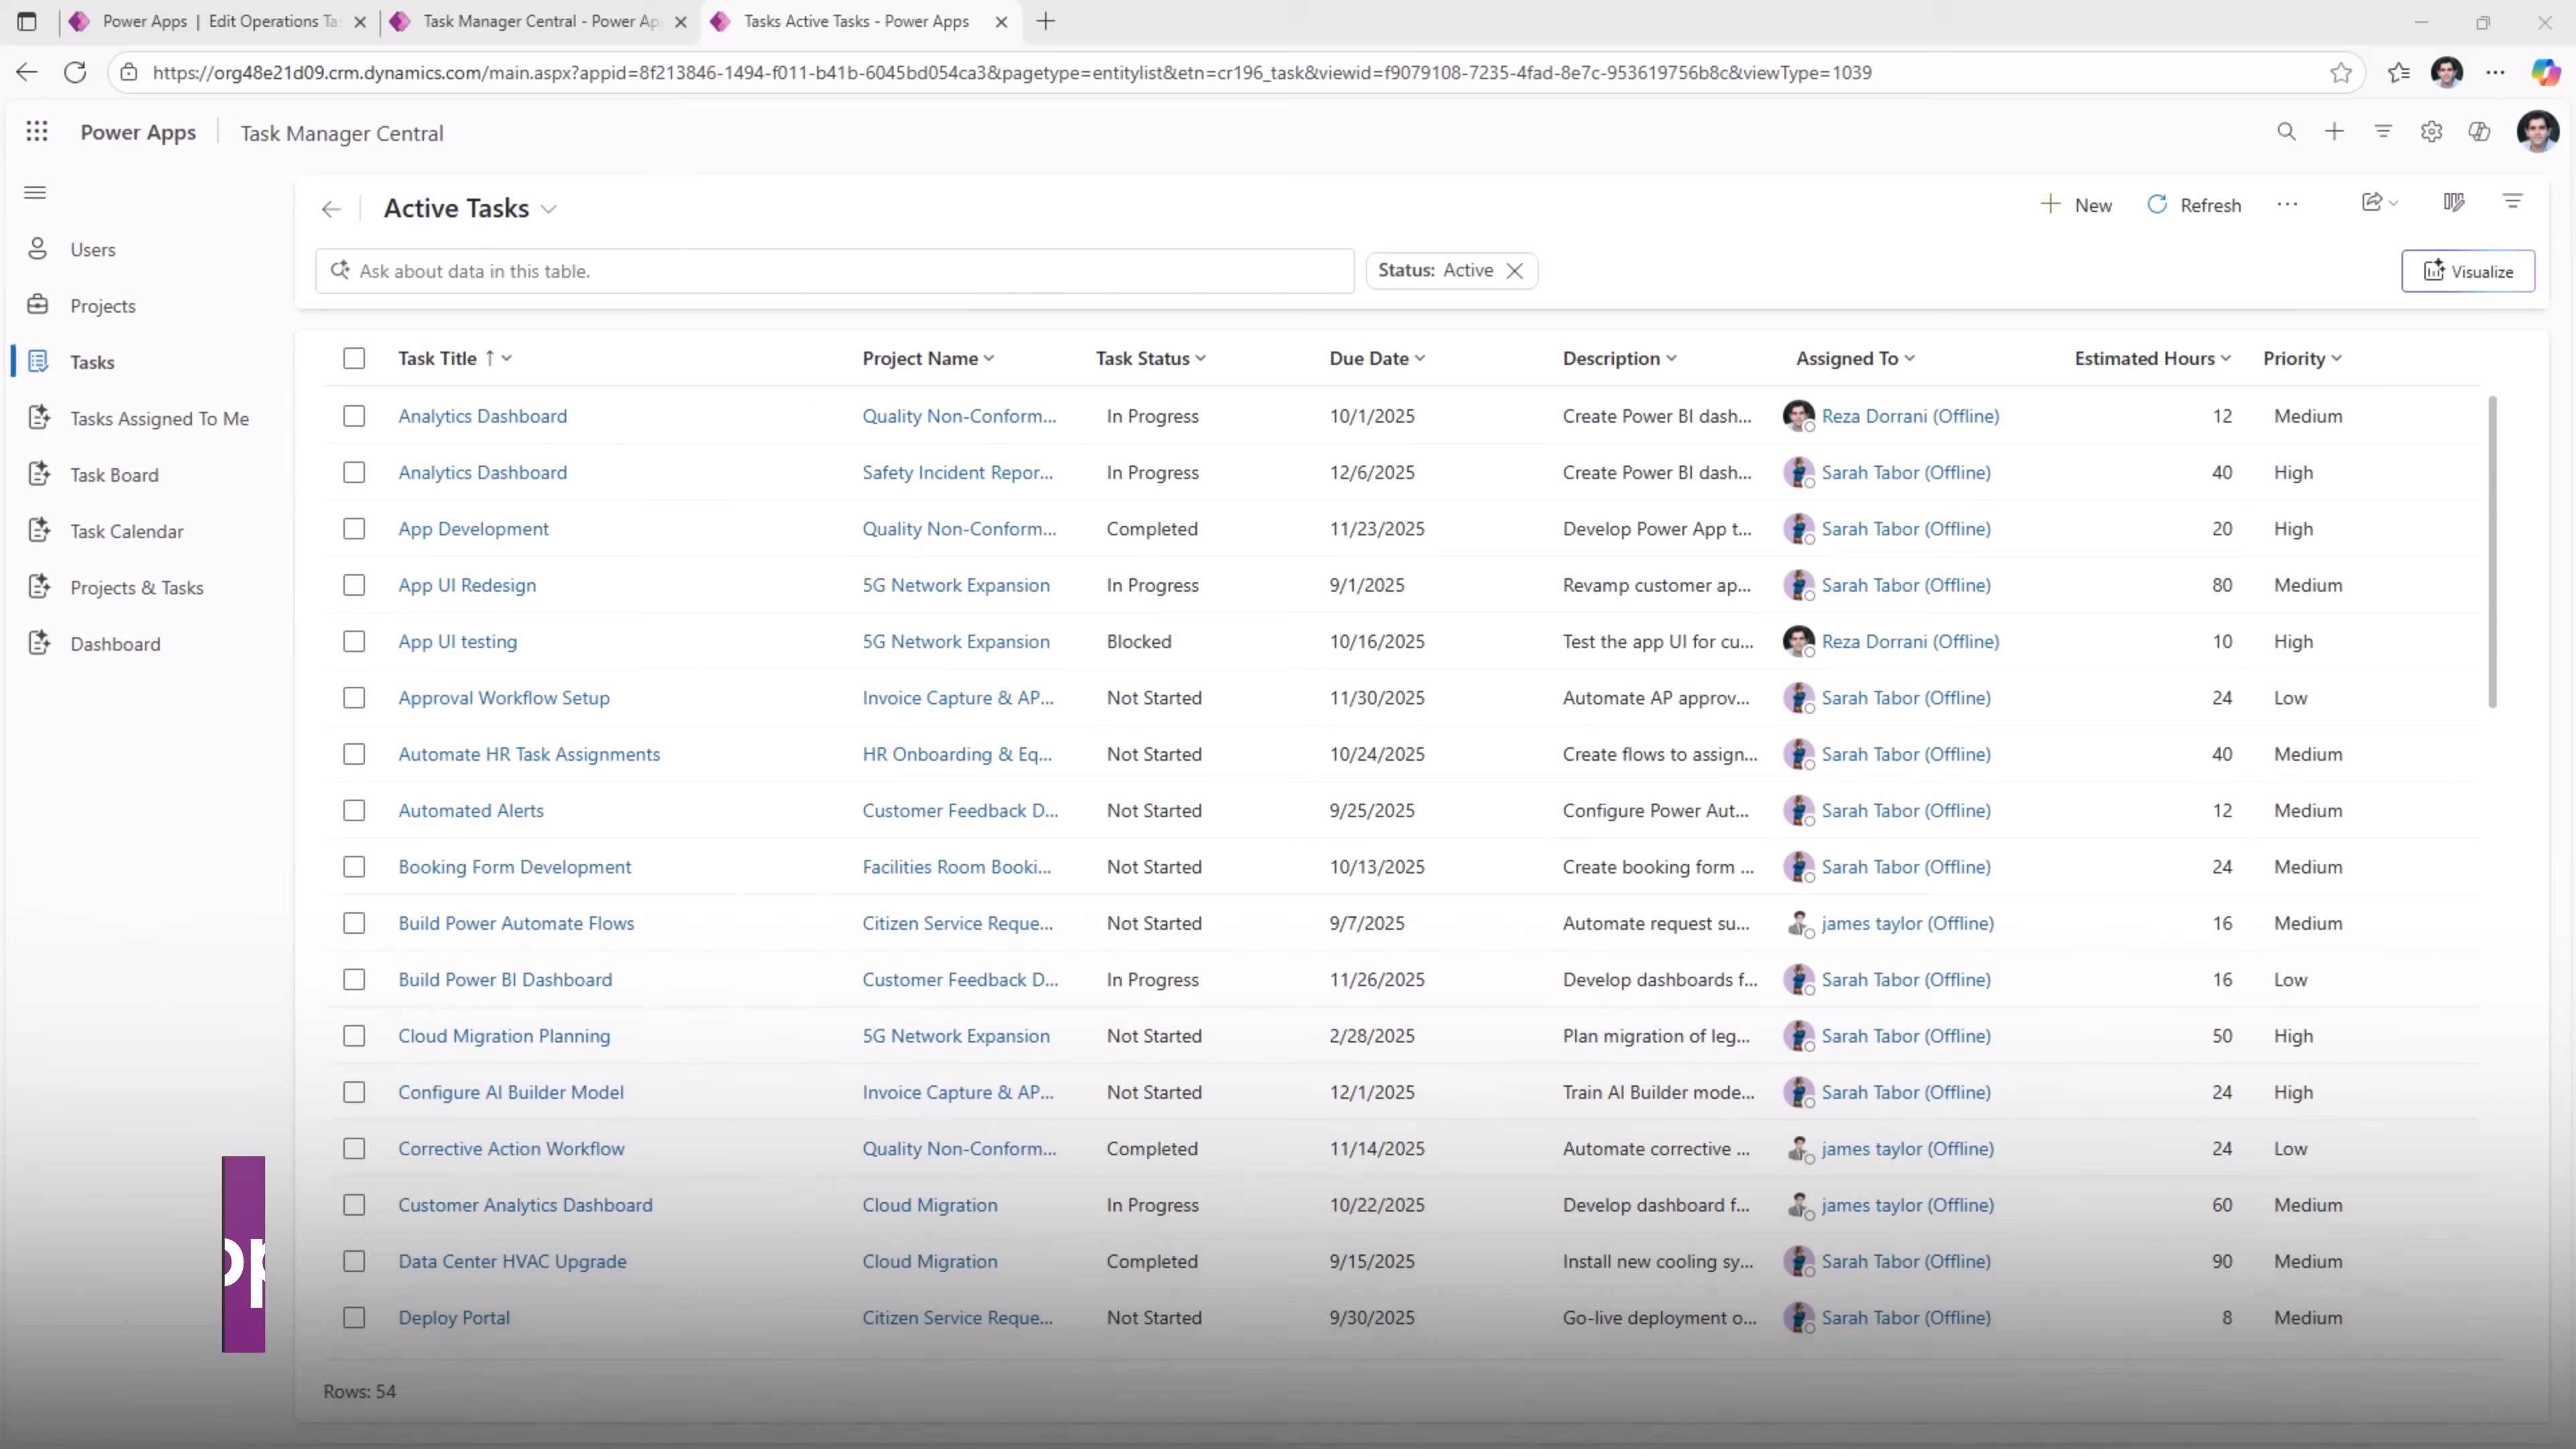 Power Apps | Edit Operations Ta
Task Manager Central - Power Ap
Tasks Active Tasks - Power Apps
https://org48e21d09.crm.dynamics.com/main.aspx?appid=8f213846-1494-f011-b41b-6045bd054ca3&pagetype=entitylist&etn=cr196_task&viewid=f9079108-7235-4fad-8e7c-953619756b8c&viewType=1039
Power Apps Task Manager Central
Users
Projects
Tasks
Tasks Assigned To Me
Task Board
Task Calendar
Projects & Tasks
Dashboard
Active Tasks
New Refresh
Ask about data in this table. Status: Active Visualize
Task Title Project Name Task Status Due Date Description Assigned To Estimated Hours Priority
Analytics Dashboard Quality Non-Conform... In Progress 10/1/2025 Create Power BI dash... Reza Dorrani (Offline) 12 Medium
Analytics Dashboard Safety Incident Repor... In Progress 12/6/2025 Create Power BI dash... Sarah Tabor (Offline) 40 High
App Development Quality Non-Conform... Completed 11/23/2025 Develop Power App t... Sarah Tabor (Offline) 20 High
App UI Redesign 5G Network Expansion In Progress 9/1/2025 Revamp customer ap... Sarah Tabor (Offline) 80 Medium
App UI testing 5G Network Expansion Blocked 10/16/2025 Test the app UI for cu... Reza Dorrani (Offline) 10 High
Approval Workflow Setup Invoice Capture & AP... Not Started 11/30/2025 Automate AP approv... Sarah Tabor (Offline) 24 Low
Automate HR Task Assignments HR Onboarding & Eq... Not Started 10/24/2025 Create flows to assign... Sarah Tabor (Offline) 40 Medium
Automated Alerts Customer Feedback D... Not Started 9/25/2025 Configure Power Aut... Sarah Tabor (Offline) 12 Medium
Booking Form Development Facilities Room Booki... Not Started 10/13/2025 Create booking form ... Sarah Tabor (Offline) 24 Medium
Build Power Automate Flows Citizen Service Reque... Not Started 9/7/2025 Automate request su... james taylor (Offline) 16 Medium
Build Power BI Dashboard Customer Feedback D... In Progress 11/26/2025 Develop dashboards f... Sarah Tabor (Offline) 16 Low
Cloud Migration Planning 5G Network Expansion Not Started 2/28/2025 Plan migration of leg... Sarah Tabor (Offline) 50 High
Configure AI Builder Model Invoice Capture & AP... Not Started 12/1/2025 Train AI Builder mode... Sarah Tabor (Offline) 24 High
Corrective Action Workflow Quality Non-Conform... Completed 11/14/2025 Automate corrective ... james taylor (Offline) 24 Low
Customer Analytics Dashboard Cloud Migration In Progress 10/22/2025 Develop dashboard f... james taylor (Offline) 60 Medium
Data Center HVAC Upgrade Cloud Migration Completed 9/15/2025 Install new cooling sy... Sarah Tabor (Offline) 90 Medium
Deploy Portal Citizen Service Reque... Not Started 9/30/2025 Go-live deployment o... Sarah Tabor (Offline) 8 Medium
Rows: 54